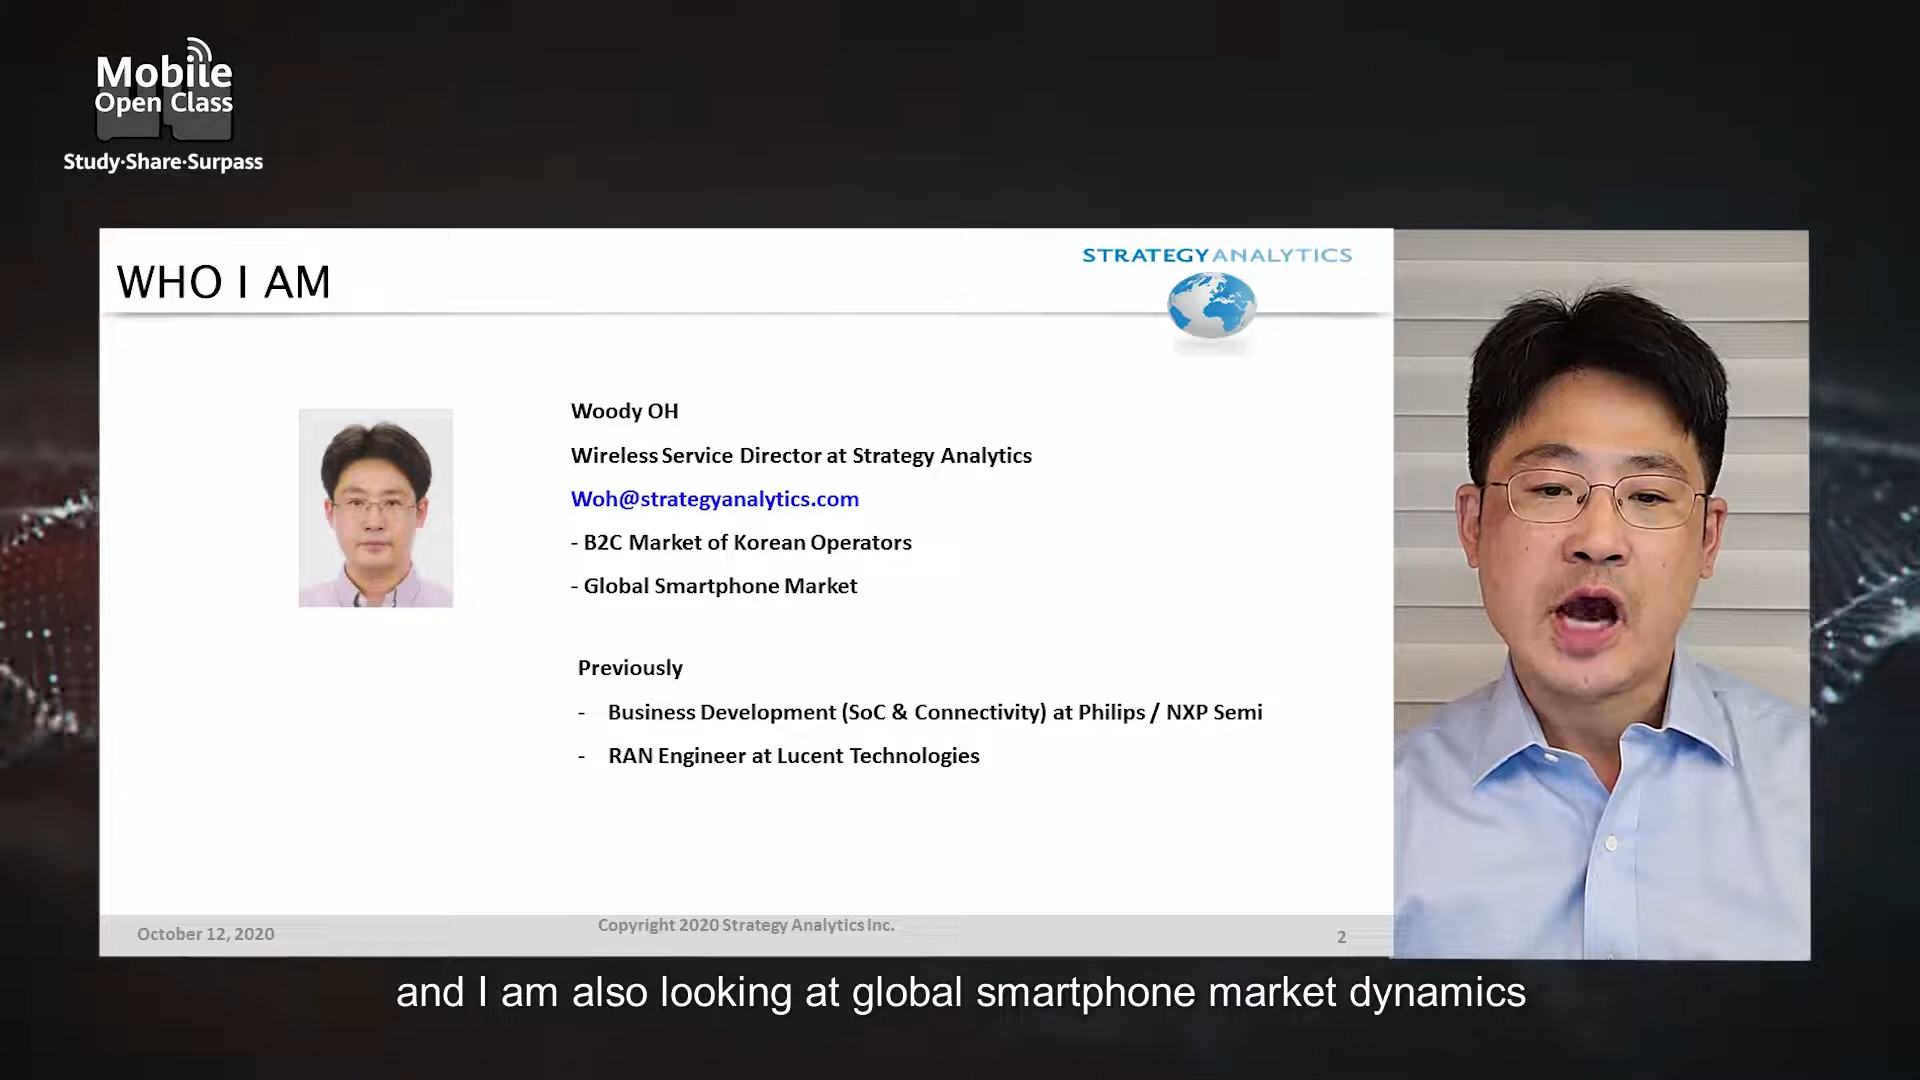 Mobile
Open Class
Study·Share·Surpass
WHO I AM
STRATEGYANALYTICS
Woody OH
Wireless Service Director at Strategy Analytics
Woh@strategyanalytics.com
- B2C Market of Korean Operators
- Global Smartphone Market
Previously
- Business Development (SoC & Connectivity) at Philips / NXP Semi
- RAN Engineer at Lucent Technologies
October 12, 2020
Copyright 2020 Strategy Analytics Inc.
2
and I am also looking at global smartphone market dynamics